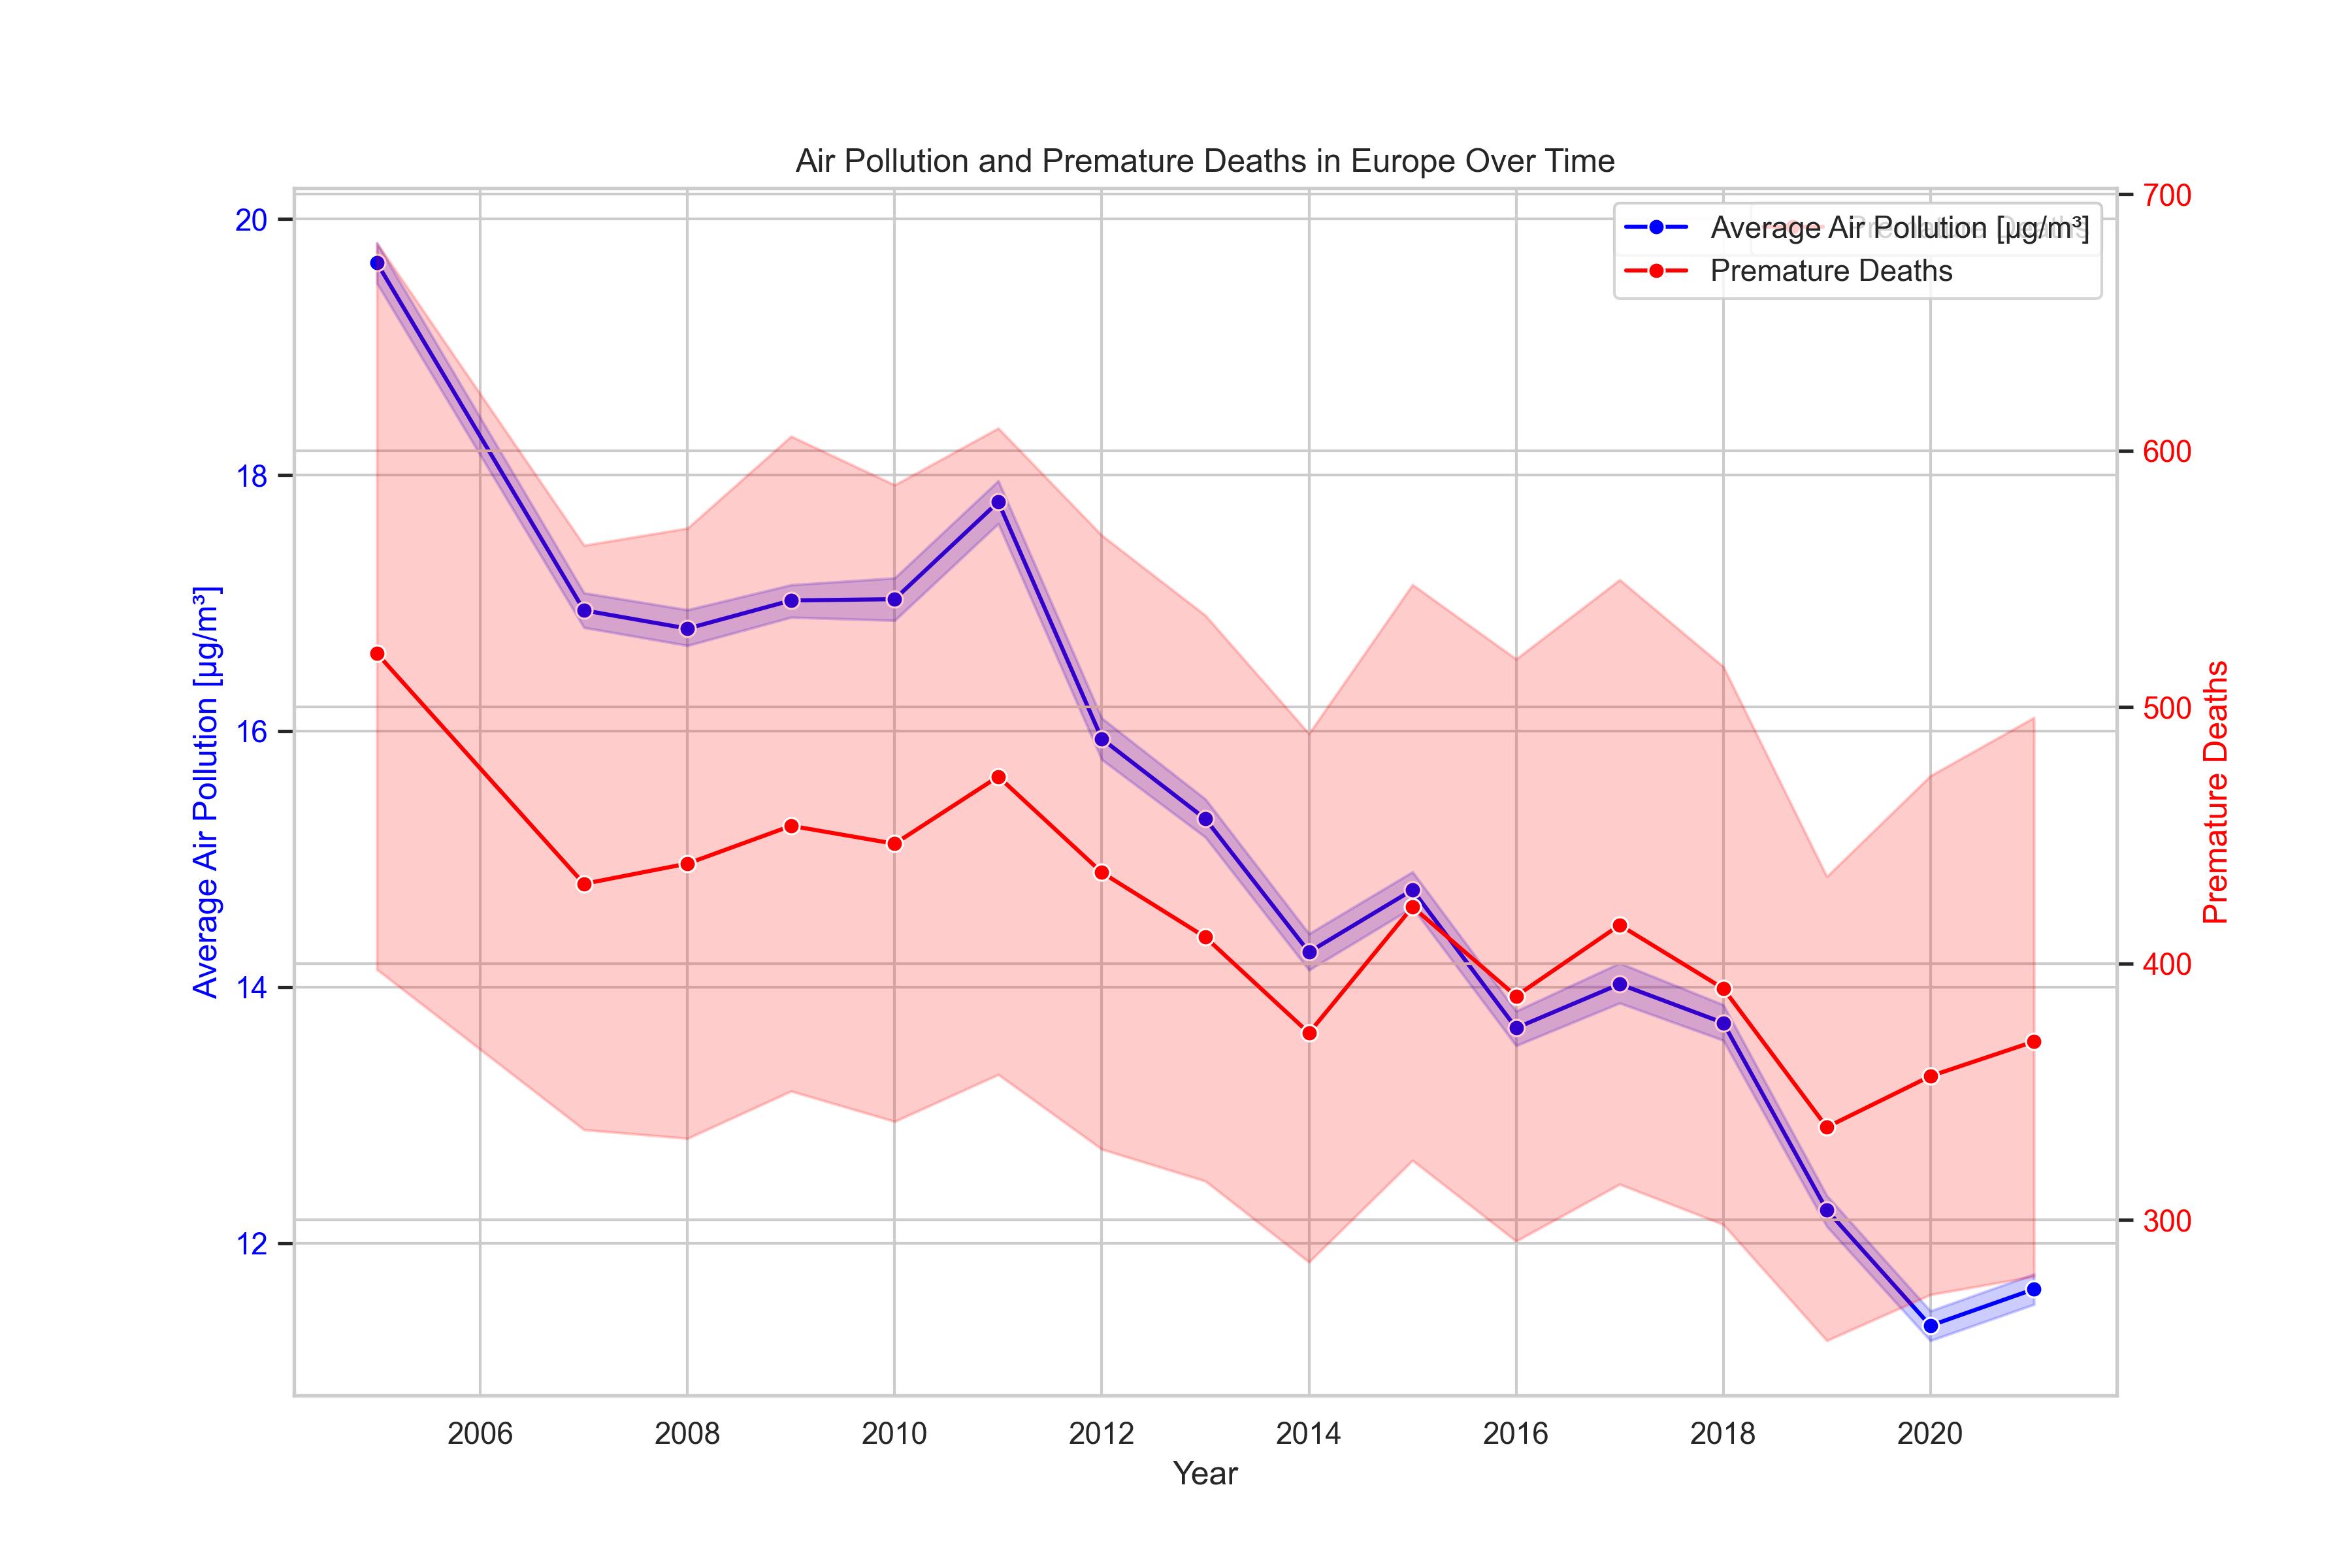 Air Pollution and Premature Deaths in Europe Over Time
20
18
16
14
12
Average Air Pollution [µg/m³]
700
600
500
400
300
Premature Deaths
Average Air Pollution [µg/m³]
Premature Deaths
Premature Deaths
2006 2008 2010 2012 2014 2016 2018 2020
Year